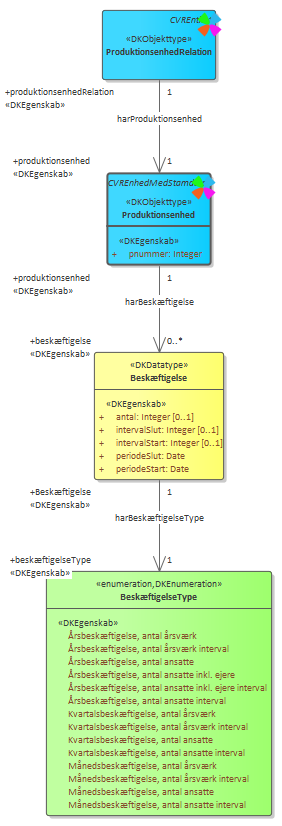 CVREn
«DKObjekttype»
ProduktionsenhedRelation
+produktionsenhedRelation 1
«DKEgenskab»
harProduktionsenhed
+produktionsenhed 1
«DKEgenskab»
CVREnhedMedStamda
«DKObjekttype»
Produktionsenhed
«DKEgenskab»
+ pnummer: Integer
+produktionsenhed 1
«DKEgenskab»
harBeskæftigelse
+beskæftigelse 0..*
«DKEgenskab»
«DKDatatype»
Beskæftigelse
«DKEgenskab»
+ antal: Integer [0..1]
+ intervalSlut: Integer [0..1]
+ intervalStart: Integer [0..1]
+ periodeSlut: Date
+ periodeStart: Date
+Beskæftigelse 1
«DKEgenskab»
harBeskæftigelseType
+beskæftigelseType 1
«DKEgenskab»
«enumeration,DKEnumeration»
BeskæftigelseType
«DKEgenskab»
Årsbeskæftigelse, antal årsværk
Årsbeskæftigelse, antal årsværk interval
Årsbeskæftigelse, antal ansatte
Årsbeskæftigelse, antal ansatte inkl. ejere
Årsbeskæftigelse, antal ansatte inkl. ejere interval
Årsbeskæftigelse, antal ansatte interval
Kvartalsbeskæftigelse, antal årsværk
Kvartalsbeskæftigelse, antal årsværk interval
Kvartalsbeskæftigelse, antal ansatte
Kvartalsbeskæftigelse, antal ansatte interval
Månedsbeskæftigelse, antal årsværk
Månedsbeskæftigelse, antal årsværk interval
Månedsbeskæftigelse, antal ansatte
Månedsbeskæftigelse, antal ansatte interval